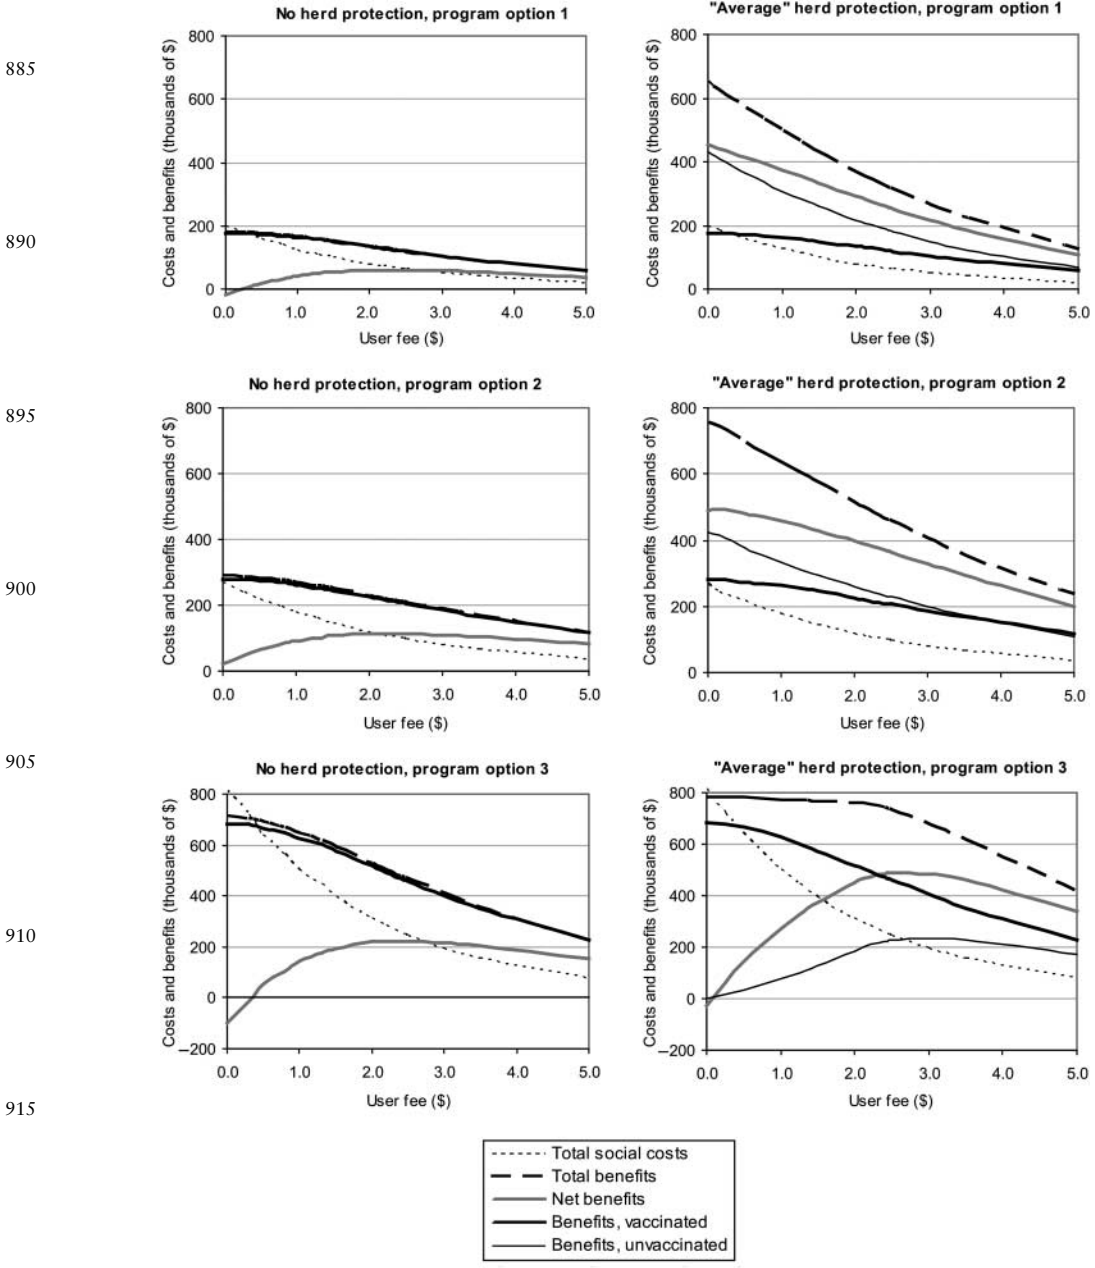 No herd protection, program option 1
"Average" herd protection, program option 1
885
890
Costs and benefits (thousands of $)
800
600
400
200
0
0.0 1.0 2.0 3.0 4.0 5.0
User fee ($)
Costs and benefits (thousands of $)
800
600
400
200
0
0.0 1.0 2.0 3.0 4.0 5.0
User fee ($)
No herd protection, program option 2
"Average" herd protection, program option 2
895
900
Costs and benefits (thousands of $)
800
600
400
200
0
0.0 1.0 2.0 3.0 4.0 5.0
User fee ($)
Costs and benefits (thousands of $)
800
600
400
200
0
0.0 1.0 2.0 3.0 4.0 5.0
User fee ($)
905
No herd protection, program option 3
"Average" herd protection, program option 3
910
915
Costs and benefits (thousands of $)
800
600
400
200
0
–200
0.0 1.0 2.0 3.0 4.0 5.0
User fee ($)
Costs and benefits (thousands of $)
800
600
400
200
0
–200
0.0 1.0 2.0 3.0 4.0 5.0
User fee ($)
Total social costs
Total benefits
Net benefits
Benefits, vaccinated
Benefits, unvaccinated